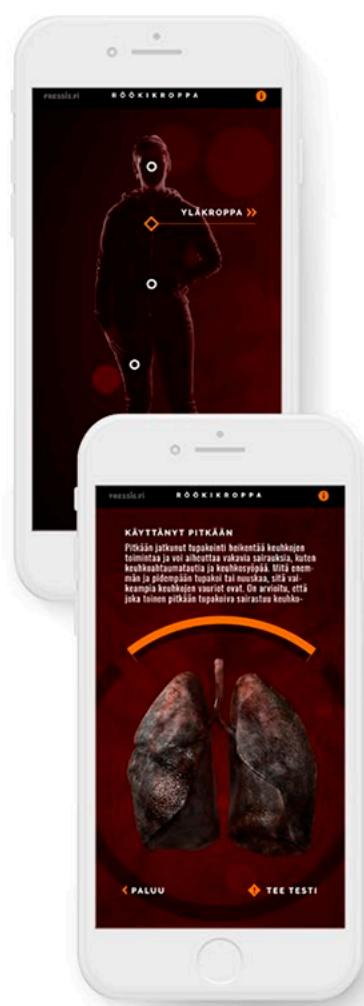 FRESSIS.FI RÖÖKIKROPPA
YLÄKROPPA
FRESSIS.FI RÖÖKIKROPPA
KÄYTTÄNYT PITKÄÄN
Pitkään jatkunut tupakointi heikentää keuhkojen
toimintaa ja voi aiheuttaa vakavia sairauksia, kuten
keuhkoahtaumatautia ja keuhkosyöpää. Mitä enem-
män ja pidempään tupakoi tai nuuskaa, sitä vai-
keampia keuhkojen vauriot ovat. On arvioitu, että
joka toinen pitkään tupakoiva sairastuu keuhko-
PALUU TEE TESTI